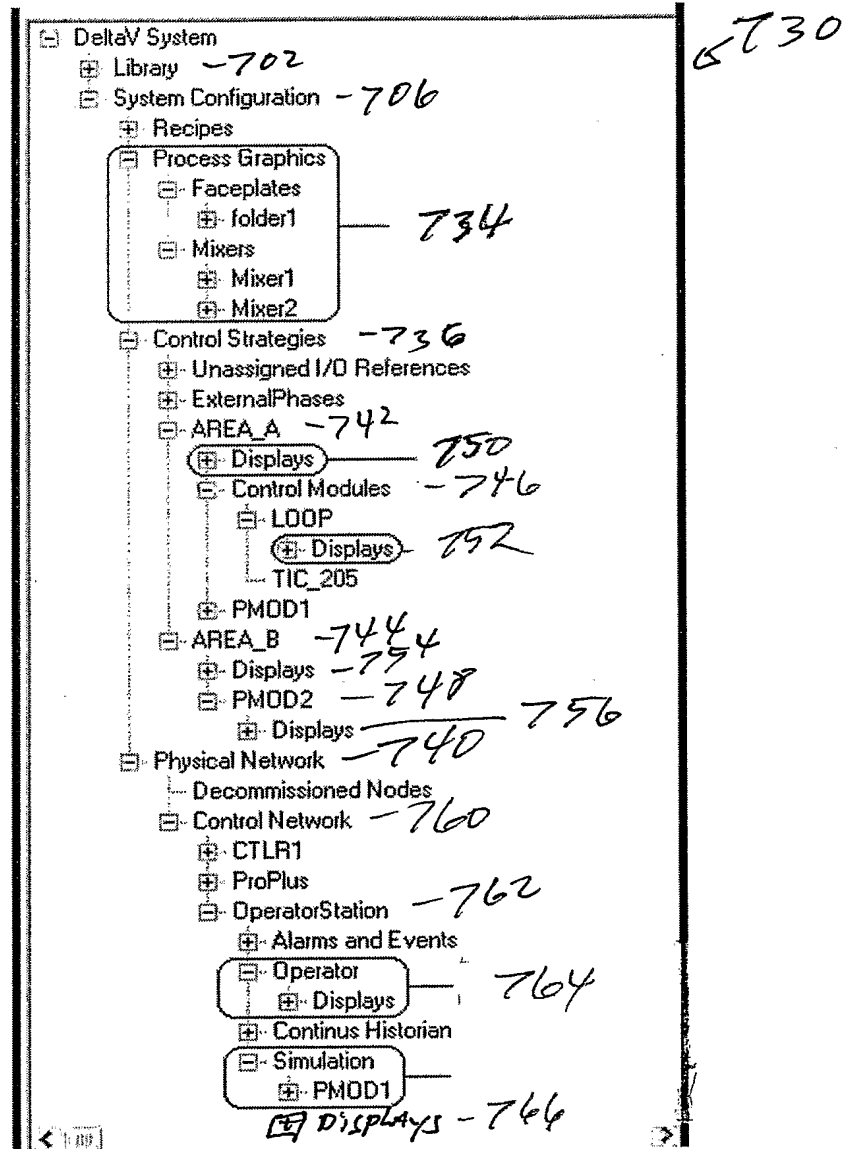 730
DeltaV System
Library - 702
System Configuration - 706
Recipes
Process Graphics
Faceplates
folder1 734
Mixers
Mixer1
Mixer2
Control Strategies - 736
Unassigned I/O References
ExternalPhases
AREA_A - 742
Displays 750
Control Modules - 746
LOOP
Displays - 752
TIC_205
PMOD1
AREA_B - 744
Displays - 754
PMOD2 - 748
Displays 756
Physical Network - 740
Decommissioned Nodes
Control Network - 760
CTLR1
ProPlus
OperatorStation - 762
Alarms and Events
Operator
Displays 764
Continus Historian
Simulation
PMOD1
DISPLAYS - 766